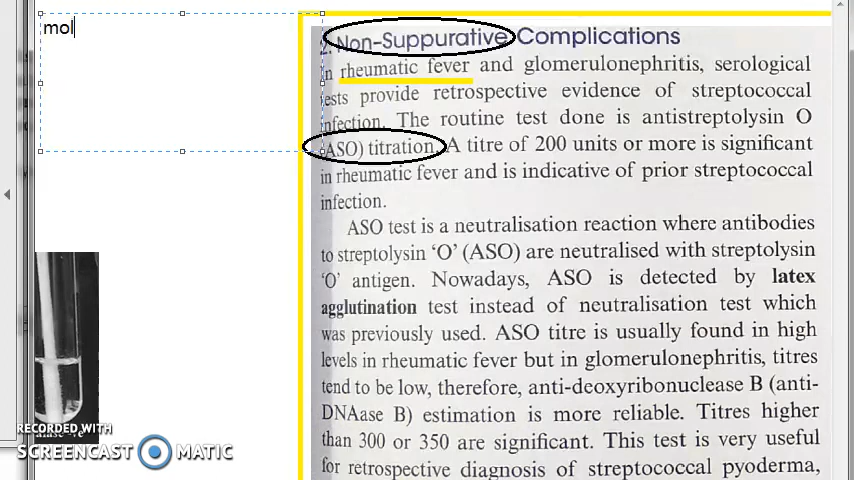 mol
2. Non-Suppurative Complications
In rheumatic fever and glomerulonephritis, serological
tests provide retrospective evidence of streptococcal
infection. The routine test done is antistreptolysin O
(ASO) titration. A titre of 200 units or more is significant
in rheumatic fever and is indicative of prior streptococcal
infection.
ASO test is a neutralisation reaction where antibodies
to streptolysin ‘O’ (ASO) are neutralised with streptolysin
‘O’ antigen. Nowadays, ASO is detected by latex
agglutination test instead of neutralisation test which
was previously used. ASO titre is usually found in high
levels in rheumatic fever but in glomerulonephritis, titres
tend to be low, therefore, anti-deoxyribonuclease B (anti-
DNAase B) estimation is more reliable. Titres higher
than 300 or 350 are significant. This test is very useful
for retrospective diagnosis of streptococcal pyoderma,
RECORDED WITH
SCREENCAST MATIC